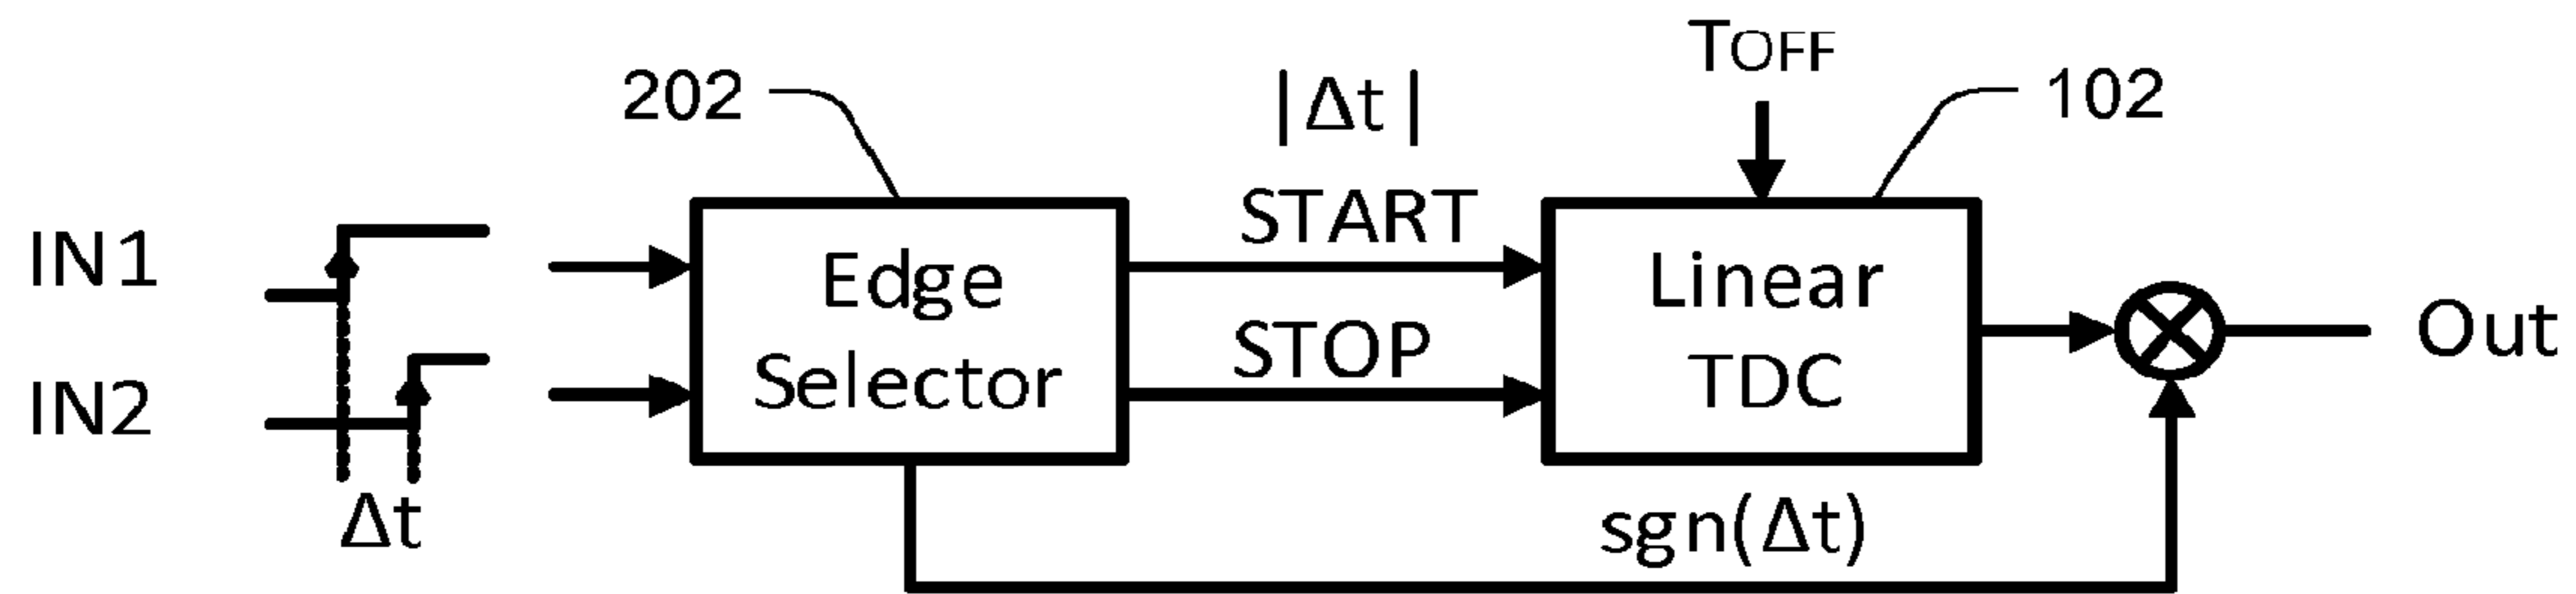 TOFF
202
|Δt|
102
START
IN1
Edge
Selector
Linear
TDC
Out
STOP
IN2
Δt
sgn(Δt)